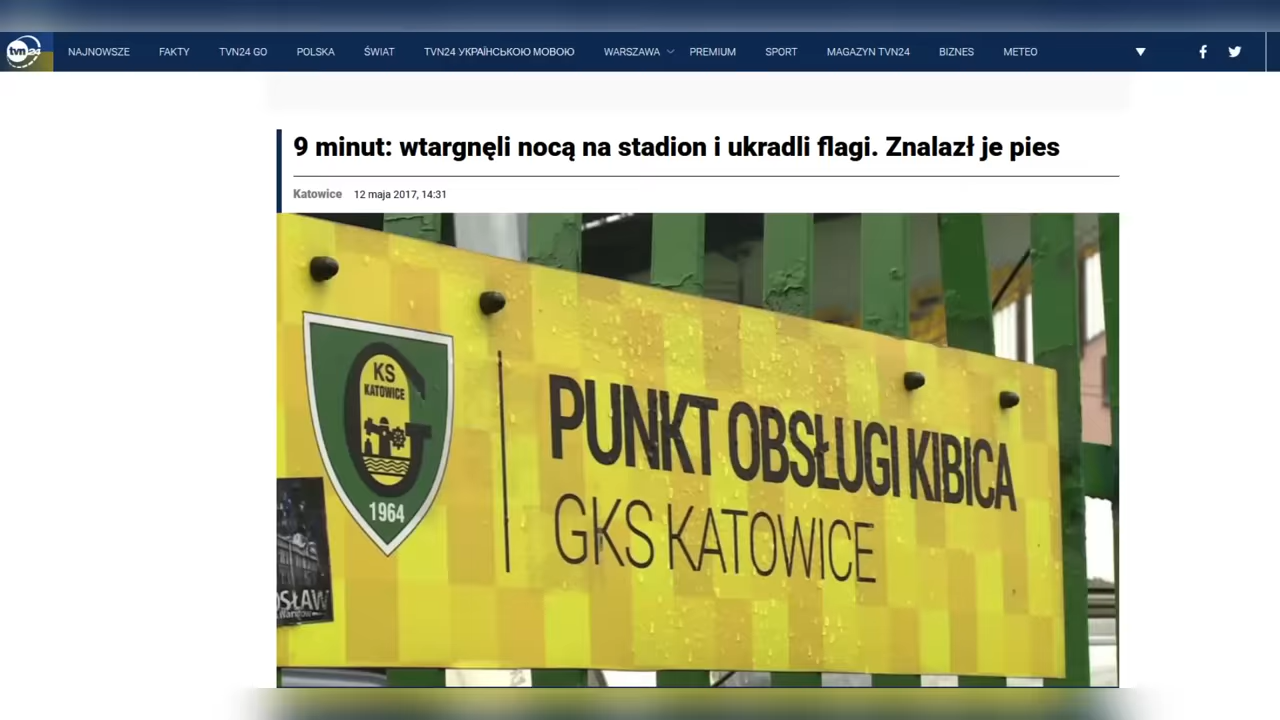 tvn24
NAJNOWSZE FAKTY TVN24 GO POLSKA ŚWIAT TVN24 УКРАЇНСЬКОЮ МОВОЮ WARSZAWA PREMIUM SPORT MAGAZYN TVN24 BIZNES METEO
9 minut: wtargnęli nocą na stadion i ukradli flagi. Znalazł je pies
Katowice 12 maja 2017, 14:31
KS
KATOWICE
G
1964
PUNKT OBSŁUGI KIBICA
GKS KATOWICE
OSŁAW